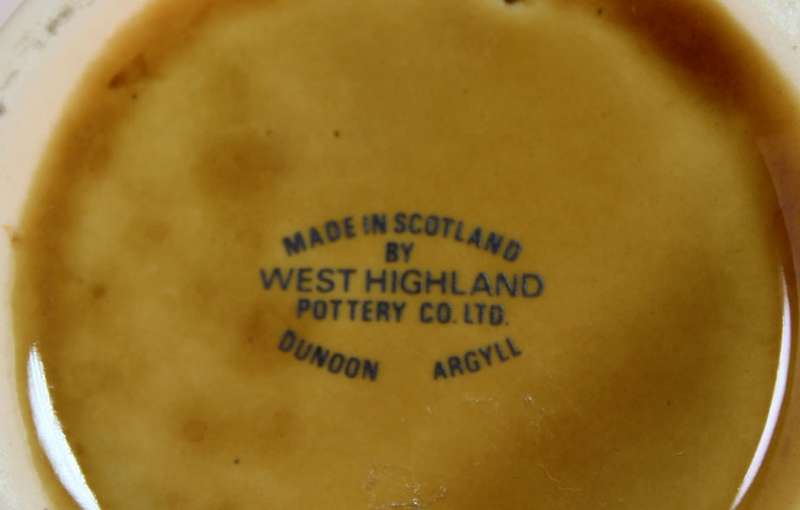 MADE IN SCOTLAND
BY
WEST HIGHLAND
POTTERY CO. LTD.
DUNOON ARGYLL